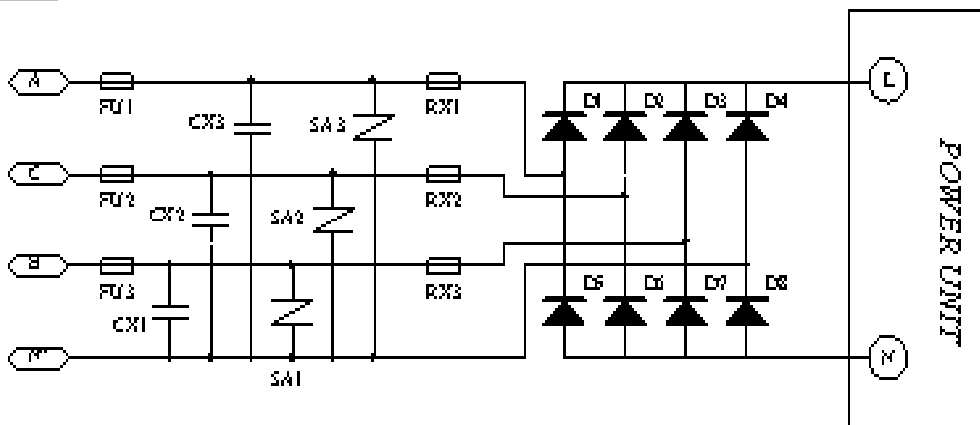 A
FU1
CX3
SA3
RX1
D1
D2
D3
D4
L
C
FU2
CX2
SA2
RX2
B
FU3
CX1
RX3
D5
D6
D7
D8
N
N
SA1
POWER UNIT